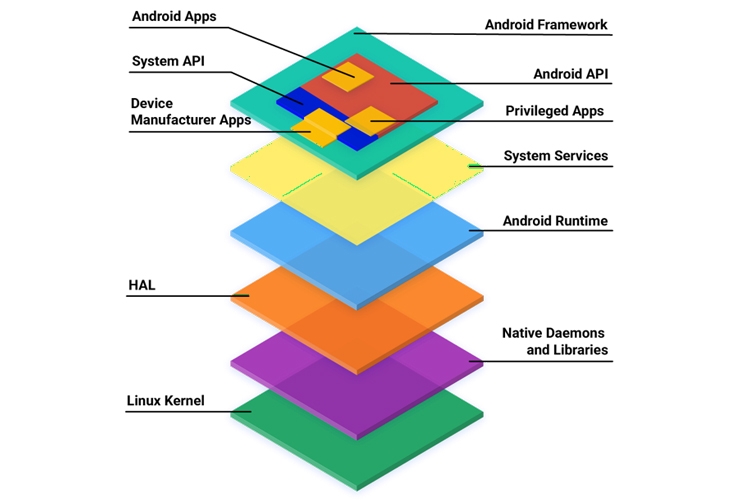 Android Apps
Android Framework
System API
Android API
Device
Manufacturer Apps
Privileged Apps
System Services
Android Runtime
HAL
Native Daemons
and Libraries
Linux Kernel